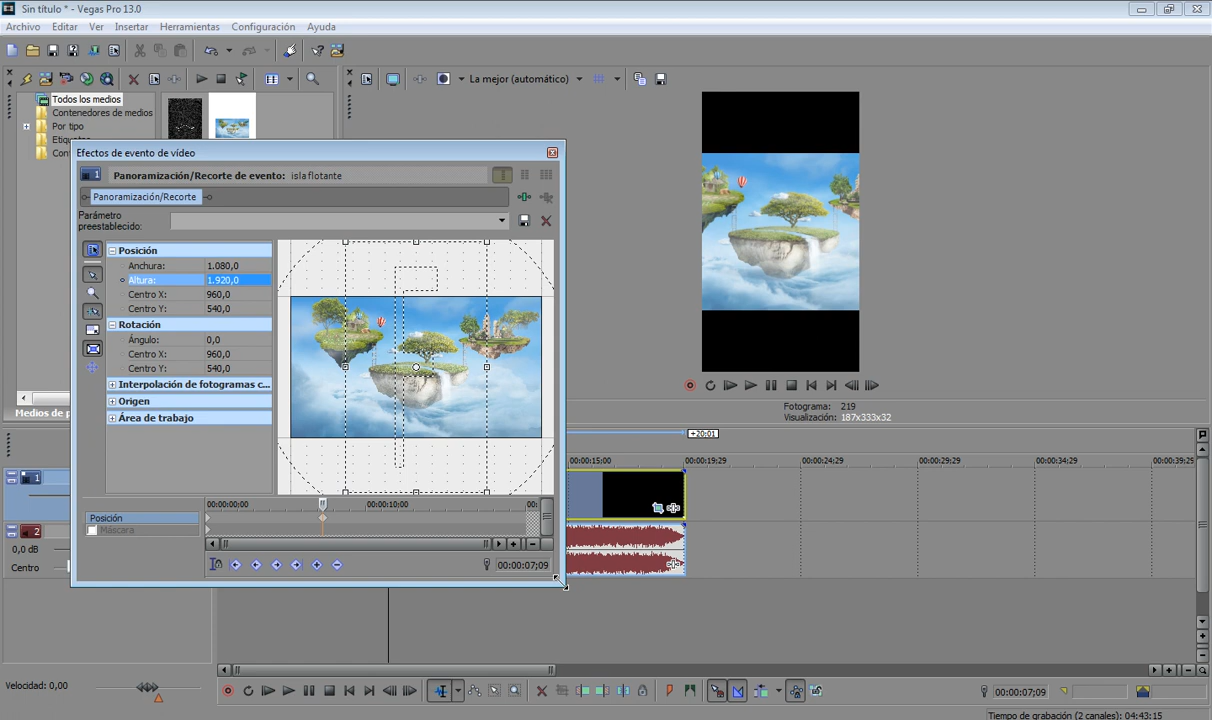 Sin título * - Vegas Pro 13.0
Archivo Editar Ver Insertar Herramientas Configuración Ayuda
La mejor (automático)
Todos los medios
Contenedores de medios
Por tipo
Efectos de evento de vídeo
1 Panoramización/Recorte de evento: isla flotante
Panoramización/Recorte
Parámetro
preestablecido:
Posición
Anchura: 1.080,0
Altura: 1.920,0
Centro X: 960,0
Centro Y: 540,0
Rotación
Ángulo: 0,0
Centro X: 960,0
Centro Y: 540,0
Interpolación de fotogramas c...
Origen
Área de trabajo
00:00:00;00 00:00:10;00 00:
Posición
Máscara
00:00:07;09
Fotograma: 219
Visualización: 187x333x32
Medios de p
+20:01
00:00:15;00 00:00:19;29 00:00:24;29 00:00:29;29 00:00:34;29 00:00:39;29
1
2
0,0 dB
Centro
Velocidad: 0,00
00:00:07;09
Tiempo de grabación (2 canales): 04:43:15